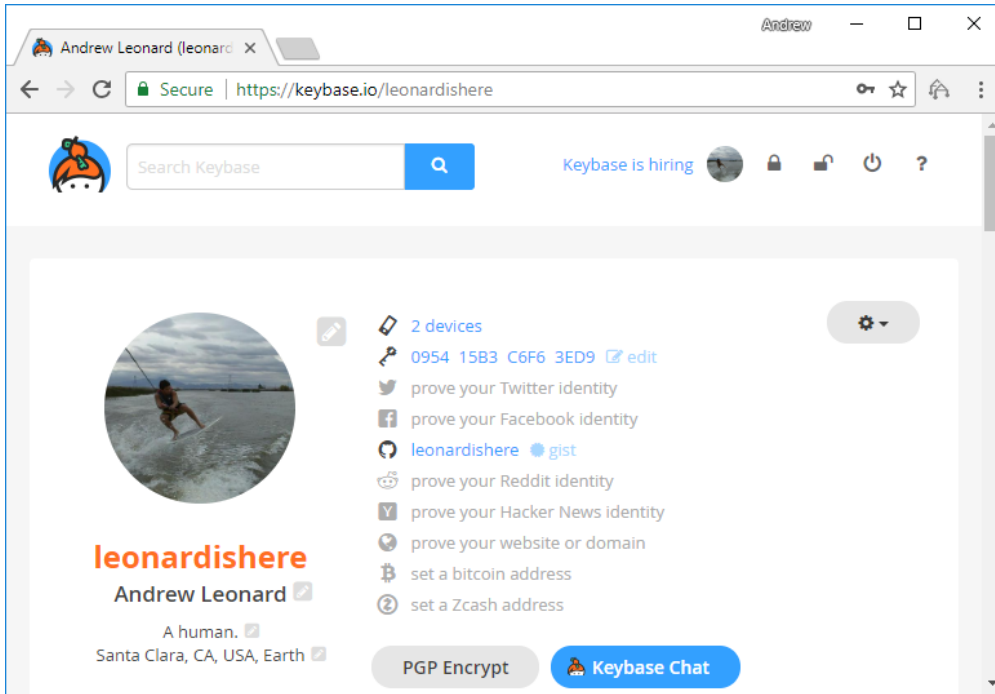 Andrew
Andrew Leonard (leonard
Secure https://keybase.io/leonardishere
Search Keybase
Keybase is hiring
?
2 devices
0954 15B3 C6F6 3ED9 edit
prove your Twitter identity
prove your Facebook identity
leonardishere gist
prove your Reddit identity
prove your Hacker News identity
prove your website or domain
set a bitcoin address
set a Zcash address
leonardishere
Andrew Leonard
A human.
Santa Clara, CA, USA, Earth
PGP Encrypt
Keybase Chat